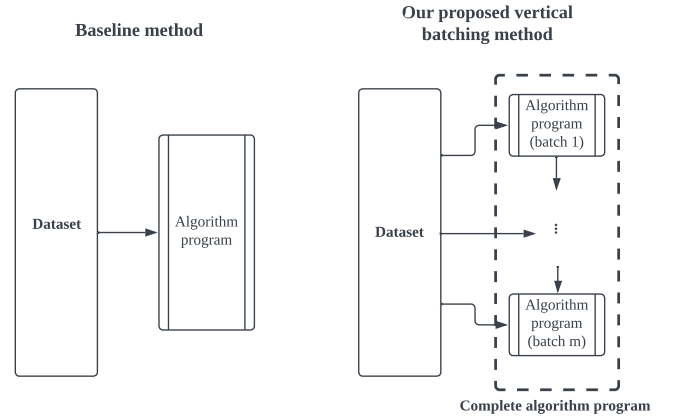 Baseline method
Dataset
Algorithm
program
Our proposed vertical
batching method
Dataset
Algorithm
program
(batch 1)
⋮
Algorithm
program
(batch m)
Complete algorithm program